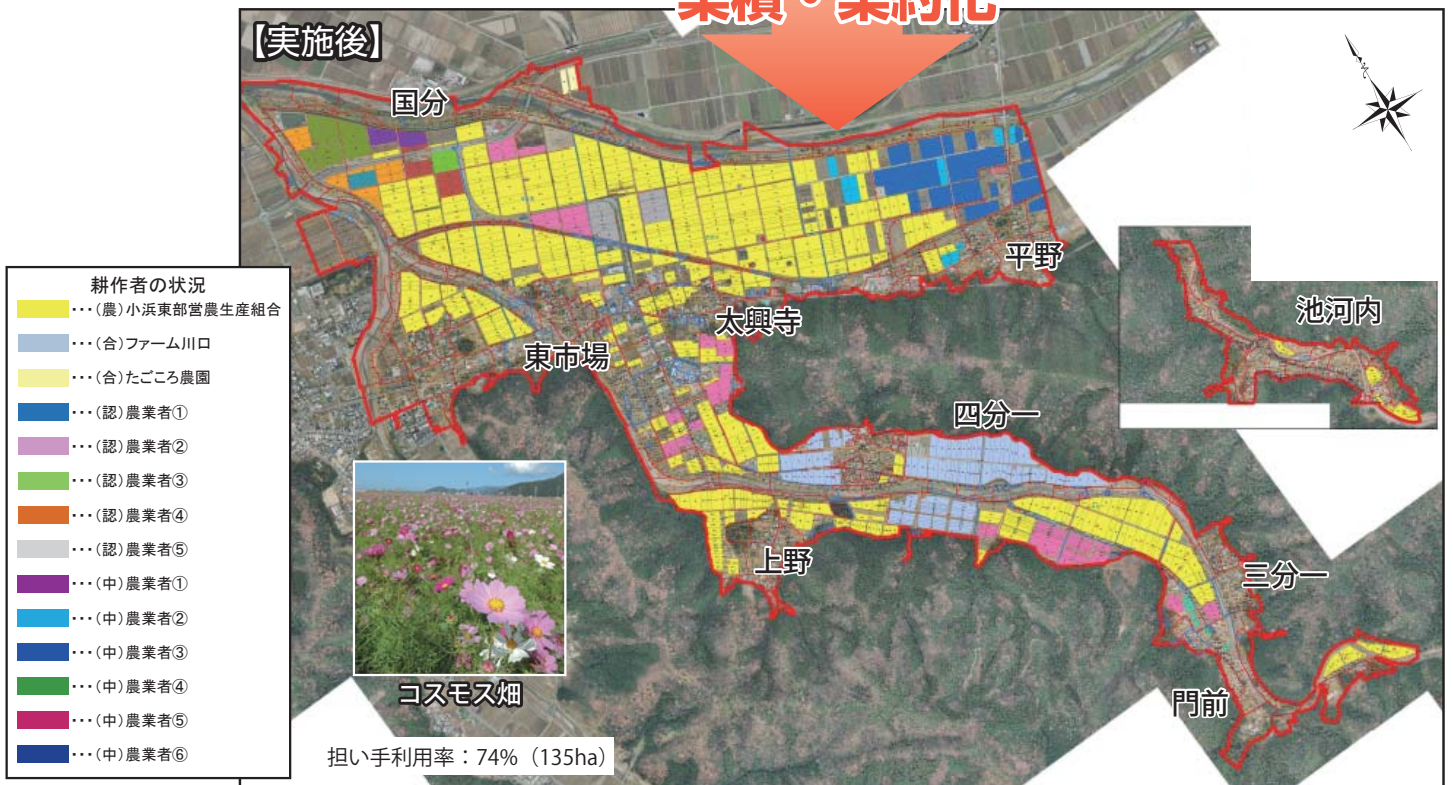 集積・集約化
【実施後】
国分
平野
池河内
太興寺
東市場
四分一
上野
三分一
門前
耕作者の状況
･･･(農)小浜東部営農生産組合
･･･(合)ファーム川口
･･･(合)たごころ農園
･･･(認)農業者①
･･･(認)農業者②
･･･(認)農業者③
･･･(認)農業者④
･･･(認)農業者⑤
･･･(中)農業者①
･･･(中)農業者②
･･･(中)農業者③
･･･(中)農業者④
･･･(中)農業者⑤
･･･(中)農業者⑥
コスモス畑
担い手利用率：74%（135ha）